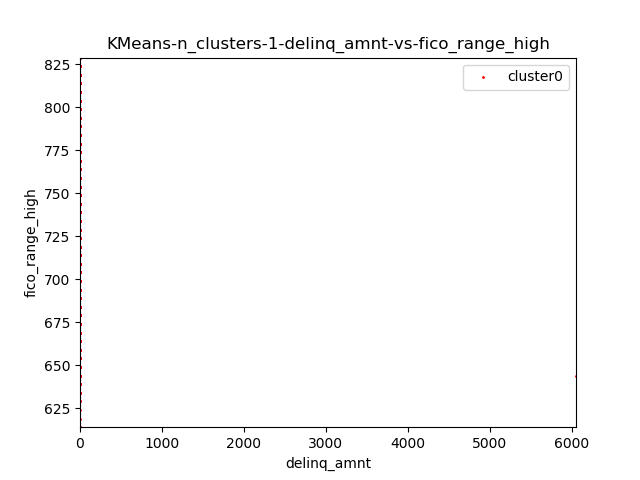 KMeans-n_clusters-1-delinq_amnt-vs-fico_range_high
cluster0
825
800
775
750
725
700
675
650
625
fico_range_high
0 1000 2000 3000 4000 5000 6000
delinq_amnt